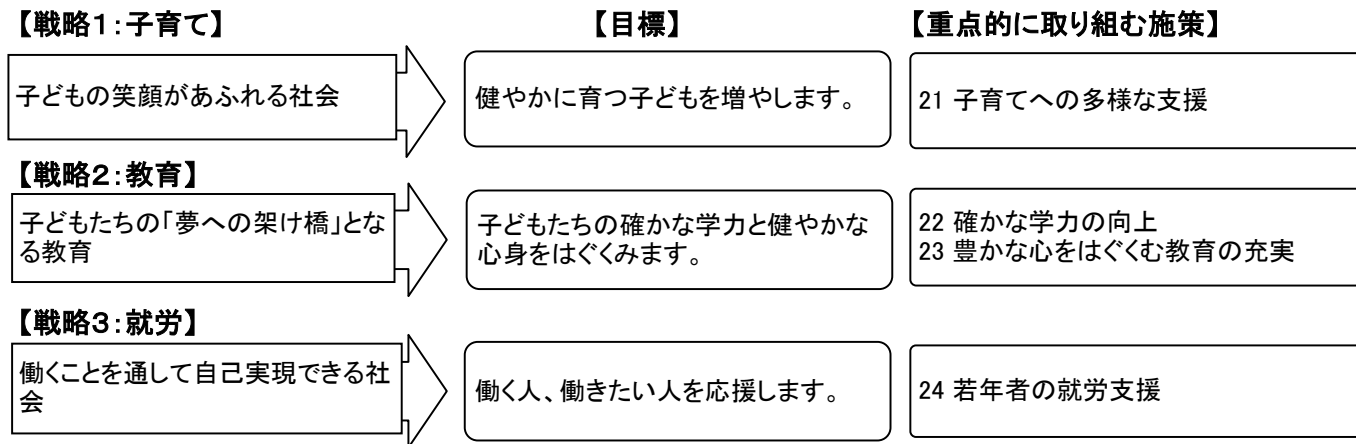 【戦略1:子育て】 【目標】 【重点的に取り組む施策】
子どもの笑顔があふれる社会
健やかに育つ子どもを増やします。
21 子育てへの多様な支援
【戦略2:教育】
子どもたちの「夢への架け橋」とな
る教育
子どもたちの確かな学力と健やかな
心身をはぐくみます。
22 確かな学力の向上
23 豊かな心をはぐくむ教育の充実
【戦略3:就労】
働くことを通して自己実現できる社
会
働く人、働きたい人を応援します。
24 若年者の就労支援